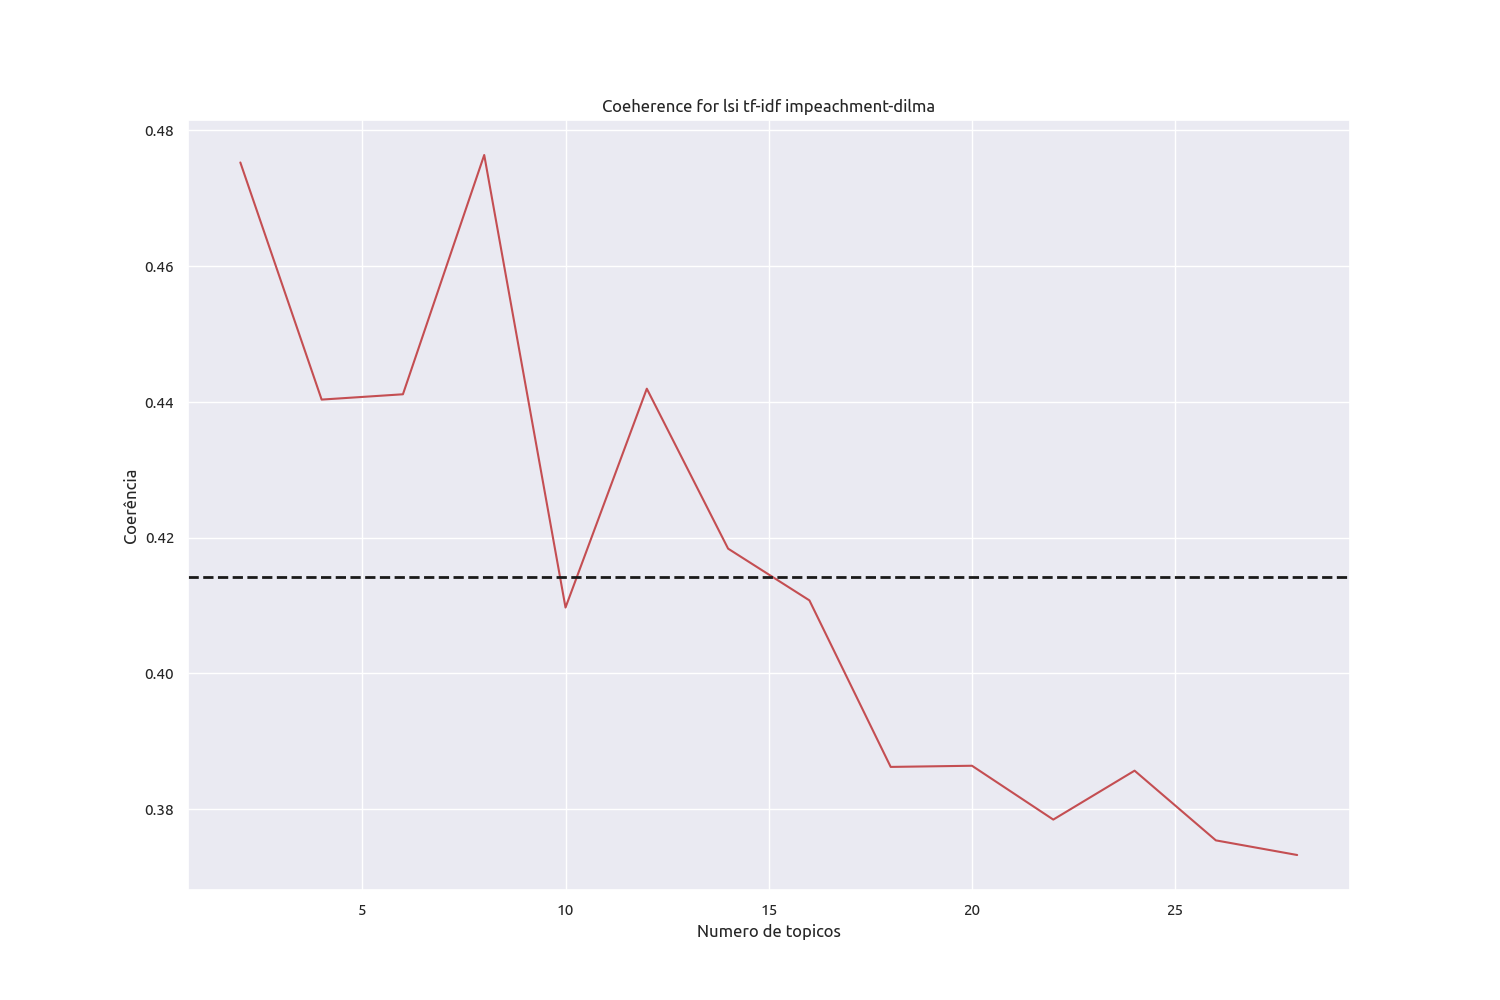 Coeherence for lsi tf-idf impeachment-dilma
0.48
0.46
0.44
0.42
0.40
0.38
Coerência
5 10 15 20 25
Numero de topicos